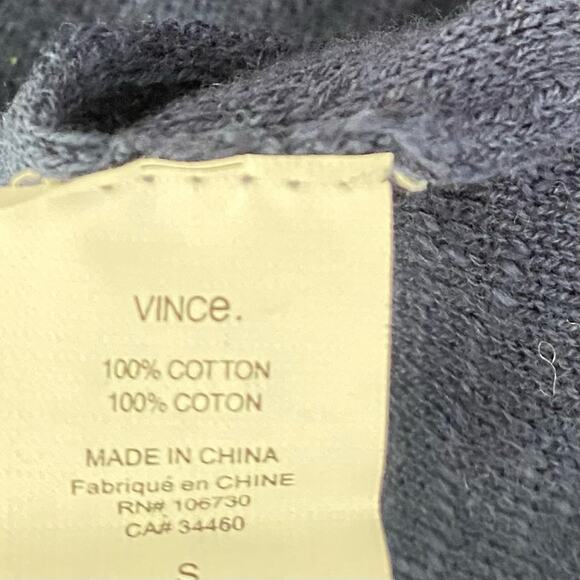 VINCe.
100% COTTON
100% COTON
MADE IN CHINA
Fabriqué en CHINE
RN# 106730
CA# 34460
S